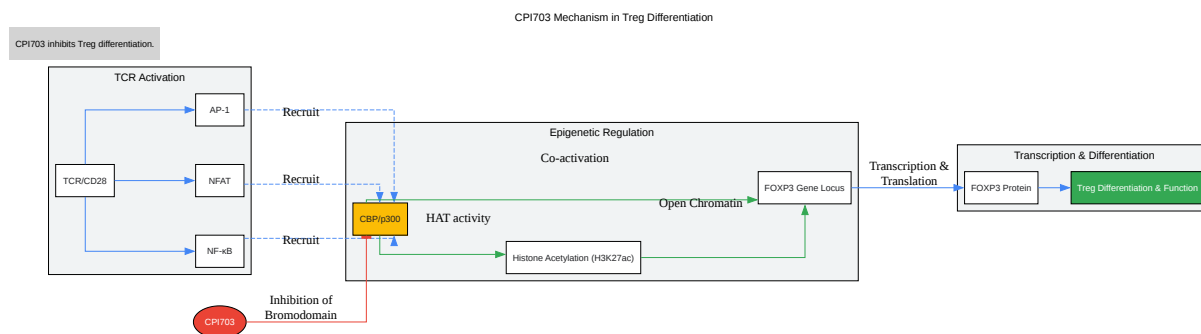 CPI703 Mechanism in Treg Differentiation
CPI703 inhibits Treg differentiation.
TCR Activation
AP-1
Recruit
TCR/CD28
NFAT
Recruit
NF-κB
Recruit
Epigenetic Regulation
Co-activation
FOXP3 Gene Locus
Open Chromatin
CBP/p300
HAT activity
Histone Acetylation (H3K27ac)
Transcription &
Translation
Transcription & Differentiation
FOXP3 Protein
Treg Differentiation & Function
Inhibition of
Bromodomain
CPI703